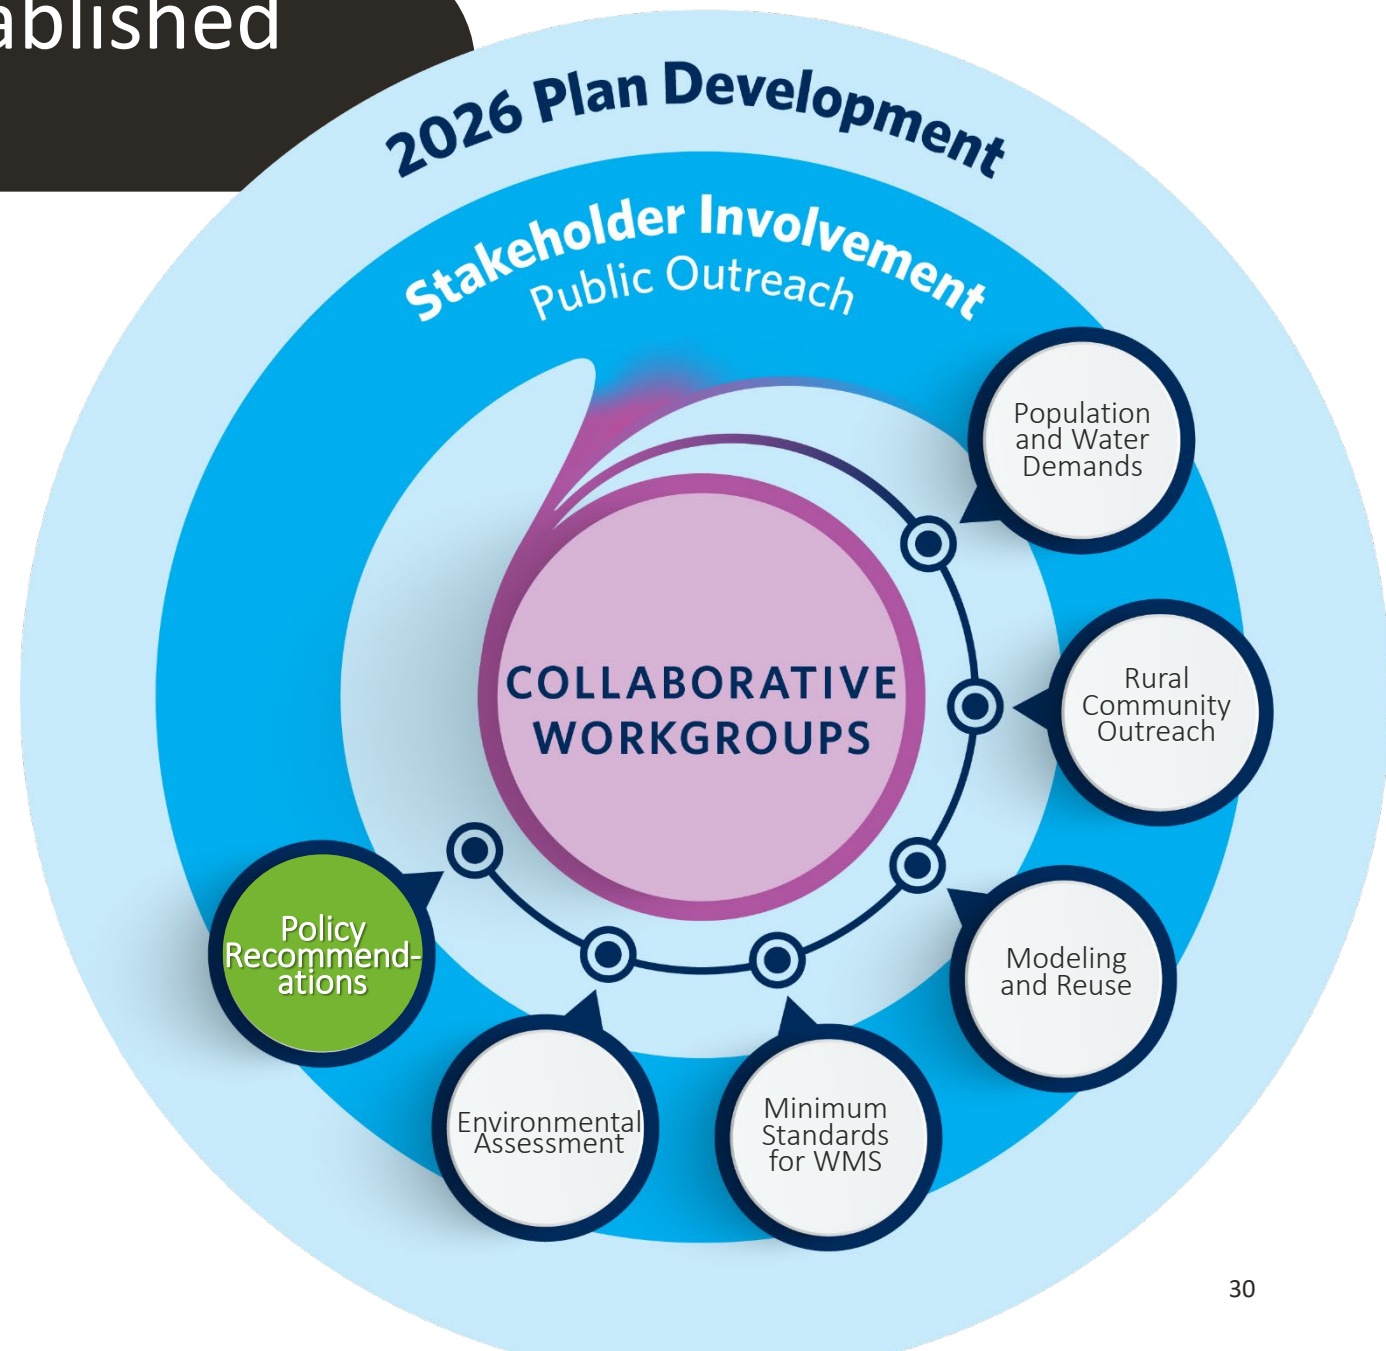 ablished
2026 Plan Development
Stakeholder Involvement
Public Outreach
Population
and Water
Demands
Rural
Community
Outreach
COLLABORATIVE
WORKGROUPS
Policy
Recommend-
ations
Modeling
and Reuse
Environmental
Assessment
Minimum
Standards
for WMS
30